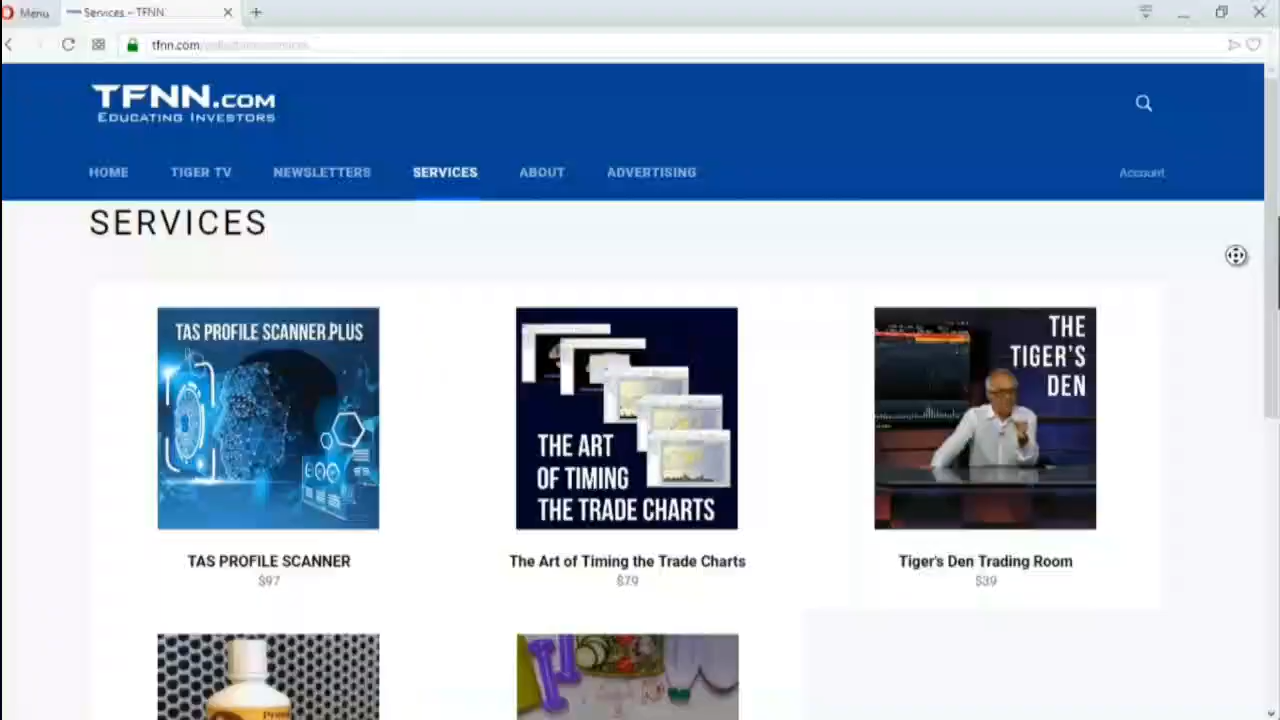 Menu
Services – TFNN
tfnn.com
TFNN.COM
EDUCATING INVESTORS
HOME
TIGER TV
NEWSLETTERS
SERVICES
ABOUT
ADVERTISING
Account
SERVICES
TAS PROFILE SCANNER PLUS
THE ART
OF TIMING
THE TRADE CHARTS
THE
TIGER'S
DEN
TAS PROFILE SCANNER
$97
The Art of Timing the Trade Charts
$79
Tiger's Den Trading Room
$39